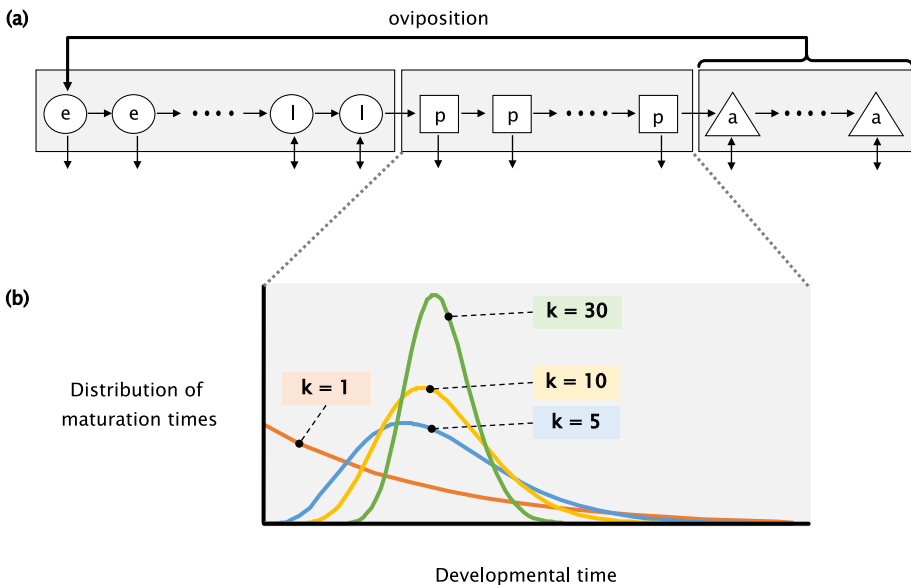 (a)
oviposition
e e l l p p p a a
(b)
k = 30
k = 10
k = 1
k = 5
Distribution of
maturation times
Developmental time